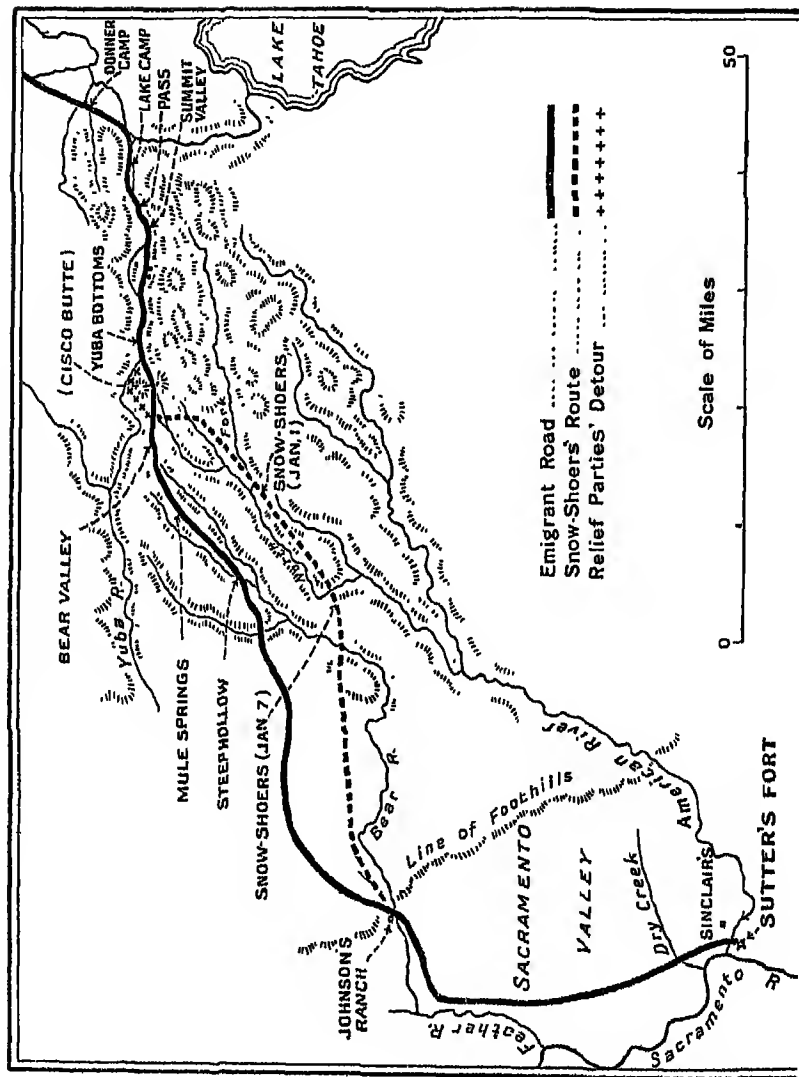 DONNER
CAMP
LAKE CAMP
PASS
SUMMIT
VALLEY
LAKE
TAHOE
(CISCO BUTTE)
YUBA BOTTOMS
BEAR VALLEY
Yuba R.
Fork
SNOW-SHOERS
(JAN. 1)
MULE SPRINGS
STEEPHOLLOW
SNOW-SHOERS (JAN. 7)
North
Bear R.
JOHNSON'S
RANCH
Line of Foothills
American River
SACRAMENTO
VALLEY
Dry Creek
SINCLAIR'S
SUTTER'S FORT
Feather R.
Sacramento R
Emigrant Road
Snow-Shoers' Route
Relief Parties' Detour
0 50
Scale of Miles